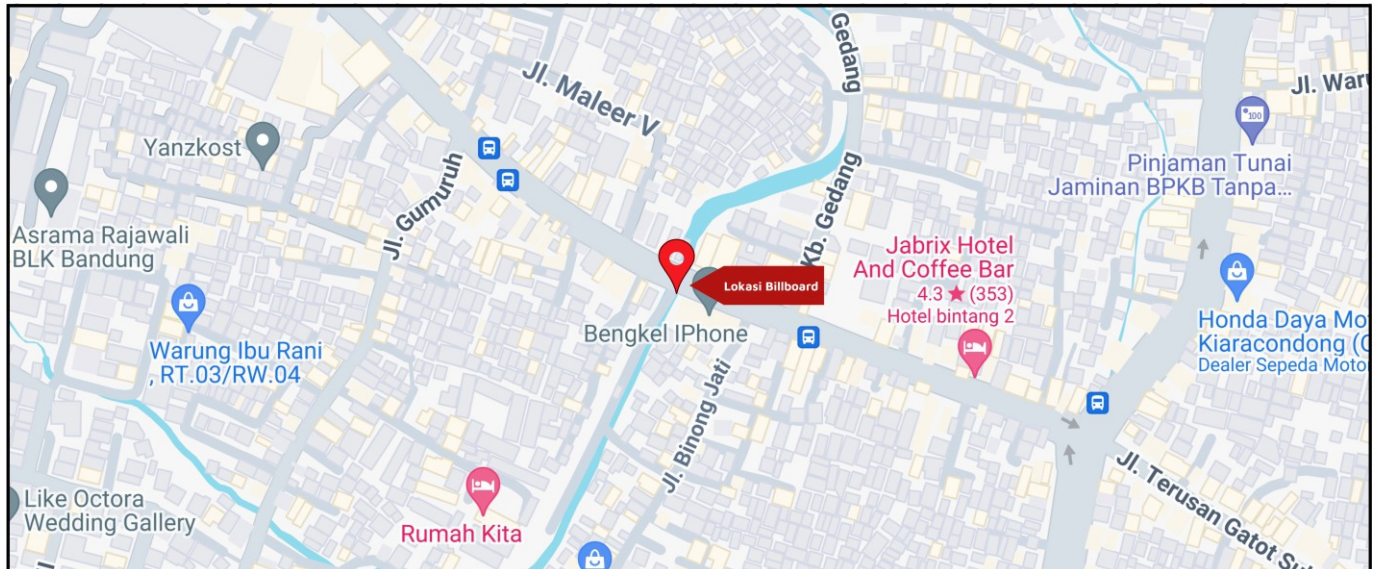 Gedang
Jl. Maleer V
Jl. Waru
100
Yanzkost
Pinjaman Tunai
Jaminan BPKB Tanpa...
Jl. Gumuruh
Kb. Gedang
Asrama Rajawali
BLK Bandung
Jabrix Hotel
And Coffee Bar
4.3 ★ (353)
Hotel bintang 2
Lokasi Billboard
Bengkel IPhone
Honda Daya Mo
Kiaracondong (
Dealer Sepeda Moto
Warung Ibu Rani
, RT.03/RW.04
Jl. Binong Jati
Jl. Terusan Gatot Su
Like Octora
Wedding Gallery
Rumah Kita